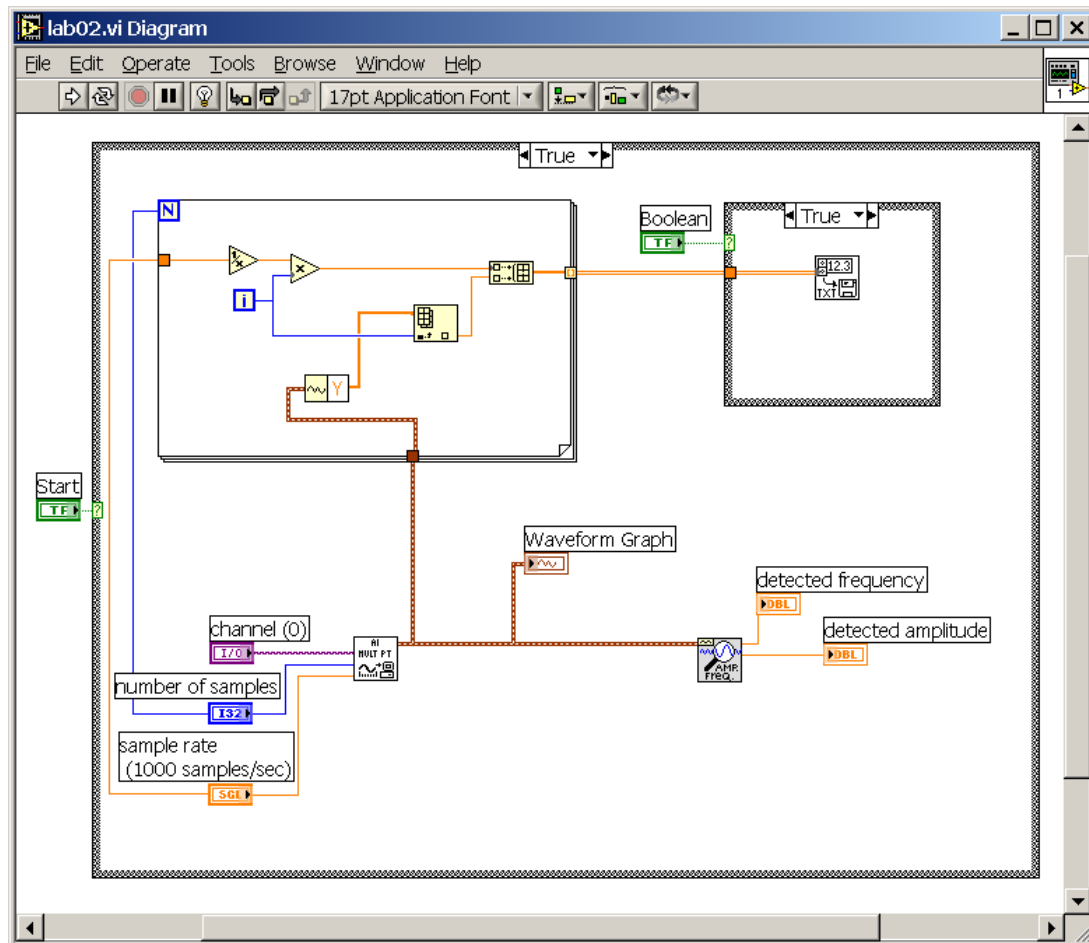 lab02.vi Diagram
File Edit Operate Tools Browse Window Help
17pt Application Font
1
True
N
Boolean
TF
?
True
1/x
x
i
12.3
TXT
Y
Start
TF
?
Waveform Graph
detected frequency
DBL
detected amplitude
DBL
channel (0)
I/O
AI
MULT PT
AMP
FREQ.
number of samples
I32
sample rate
(1000 samples/sec)
SGL